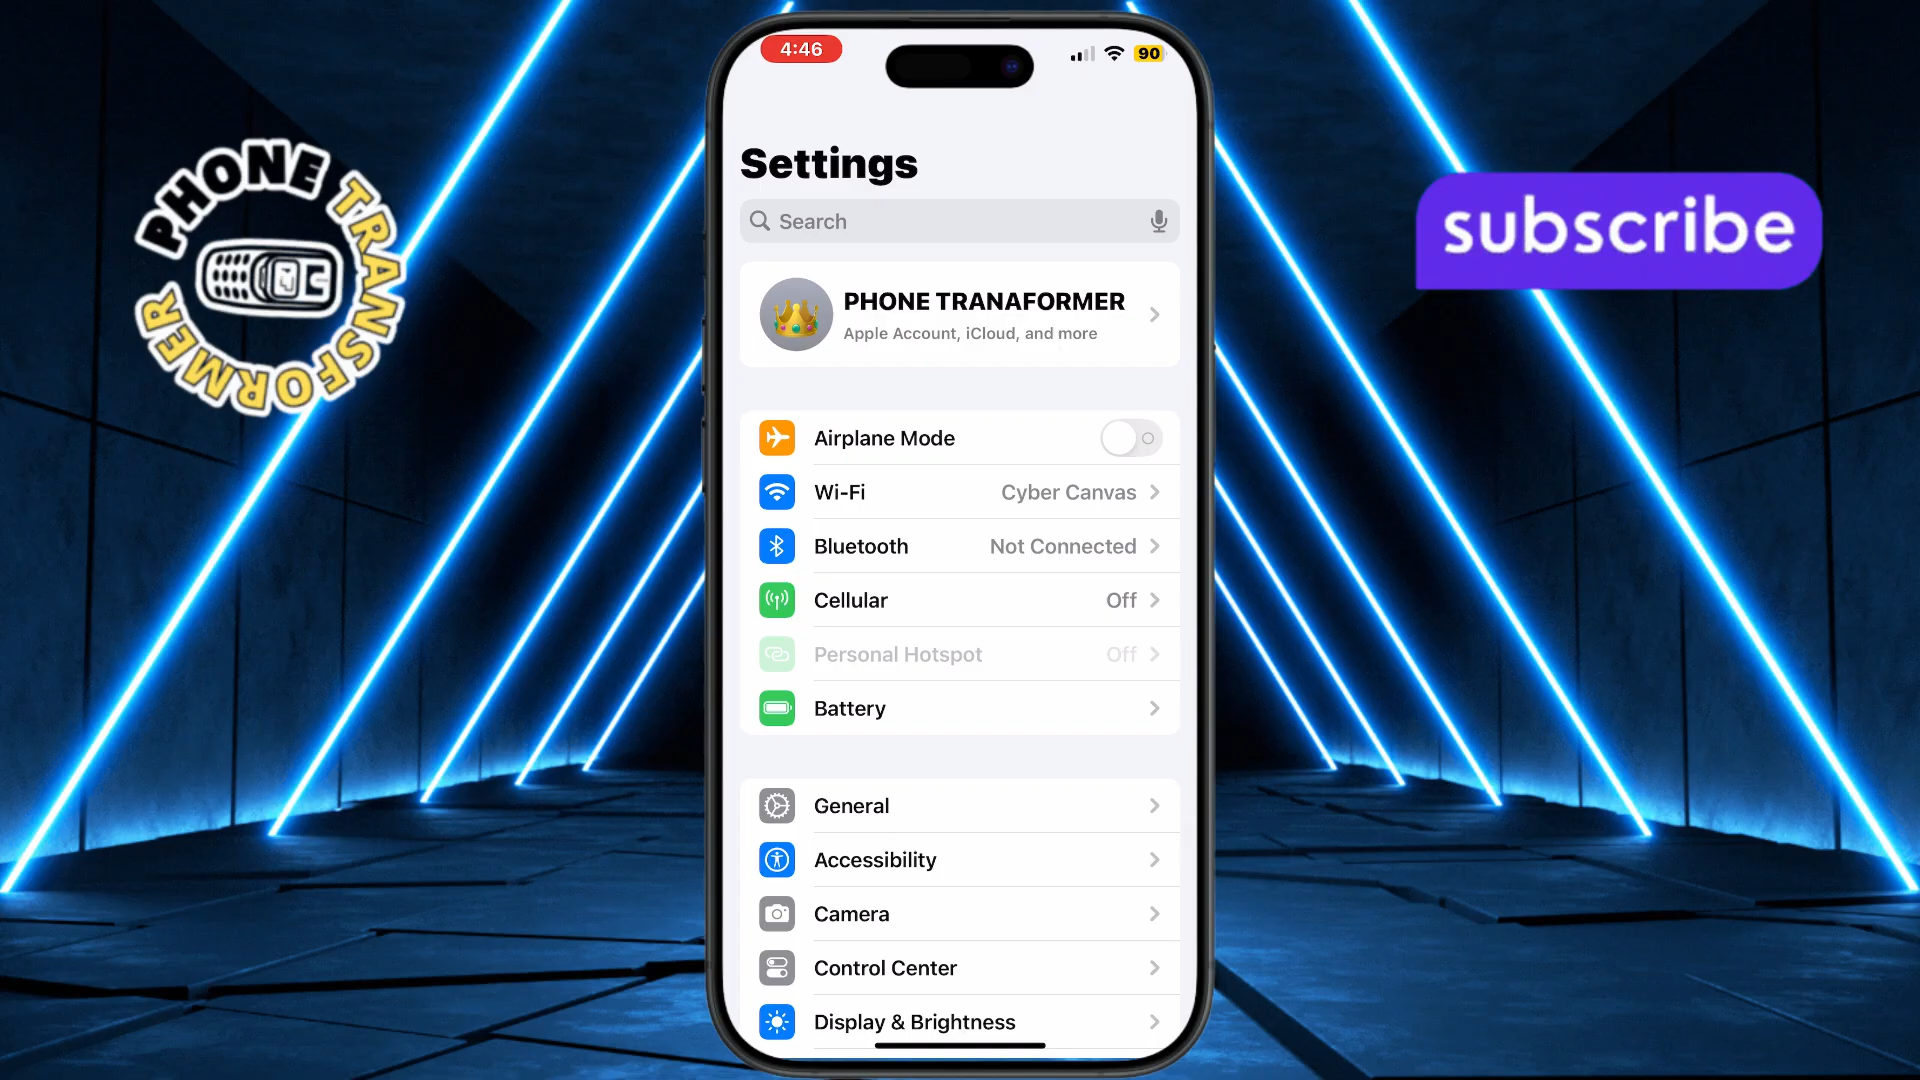 PHONE TRANSFORMER
subscribe
4:46
90
Settings
Search
PHONE TRANAFORMER
Apple Account, iCloud, and more
Airplane Mode
Wi-Fi Cyber Canvas
Bluetooth Not Connected
Cellular Off
Personal Hotspot Off
Battery
General
Accessibility
Camera
Control Center
Display & Brightness